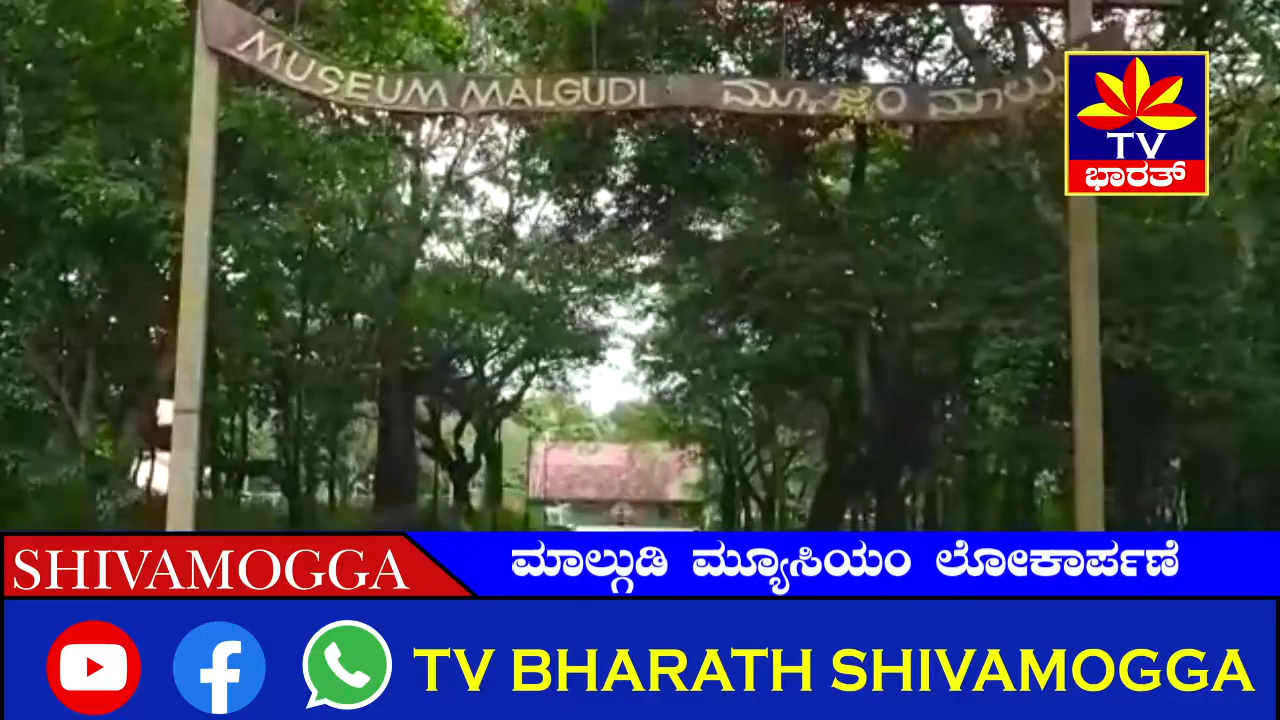 MUSEUM MALGUDI ಮ್ಯೂಸಿಜೆಂ ಮಾಲು
TV
ಭಾರತ್
SHIVAMOGGA
ಮಾಲ್ಗುಡಿ ಮ್ಯೂಸಿಯಂ ಲೋಕಾರ್ಪಣೆ
TV BHARATH SHIVAMOGGA